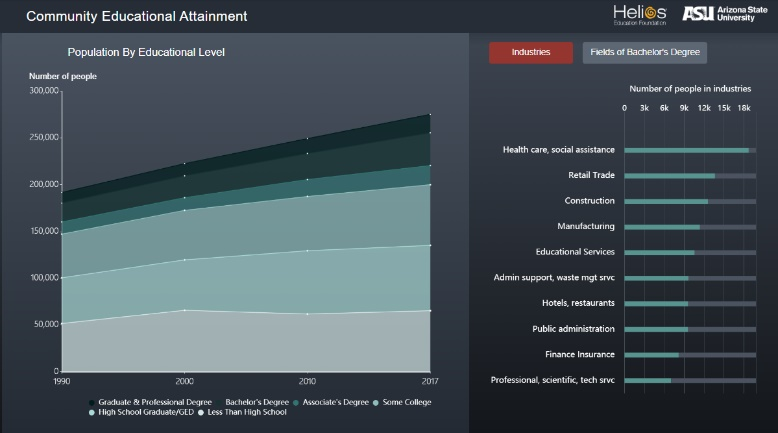 Community Educational Attainment
Helios
Education Foundation
ASU Arizona State
University
Population By Educational Level
Number of people
300,000
250,000
200,000
150,000
100,000
50,000
0
1990 2000 2010 2017
Graduate & Professional Degree Bachelor's Degree Associate's Degree Some College
High School Graduate/GED Less Than High School
Industries Fields of Bachelor's Degree
Number of people in industries
0 3k 6k 9k 12k 15k 18k
Health care, social assistance
Retail Trade
Construction
Manufacturing
Educational Services
Admin support, waste mgt srvc
Hotels, restaurants
Public administration
Finance Insurance
Professional, scientific, tech srvc